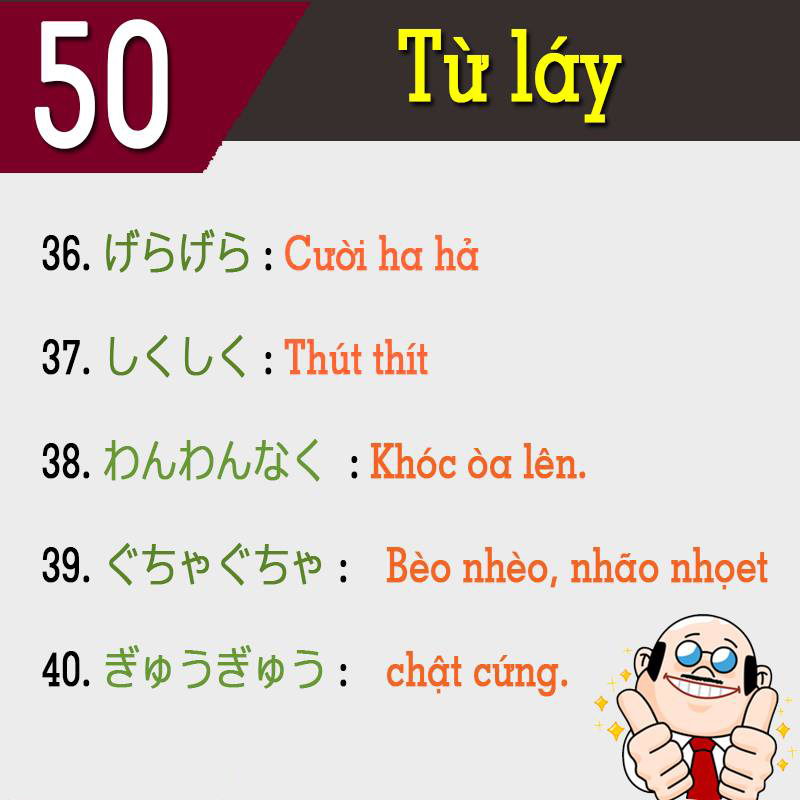 50
Từ láy
36. げらげら : Cười ha hả
37. しくしく : Thút thít
38. わんわんなく : Khóc òa lên.
39. ぐちゃぐちゃ : Bèo nhèo, nhão nhọet
40. ぎゅうぎゅう : chật cứng.